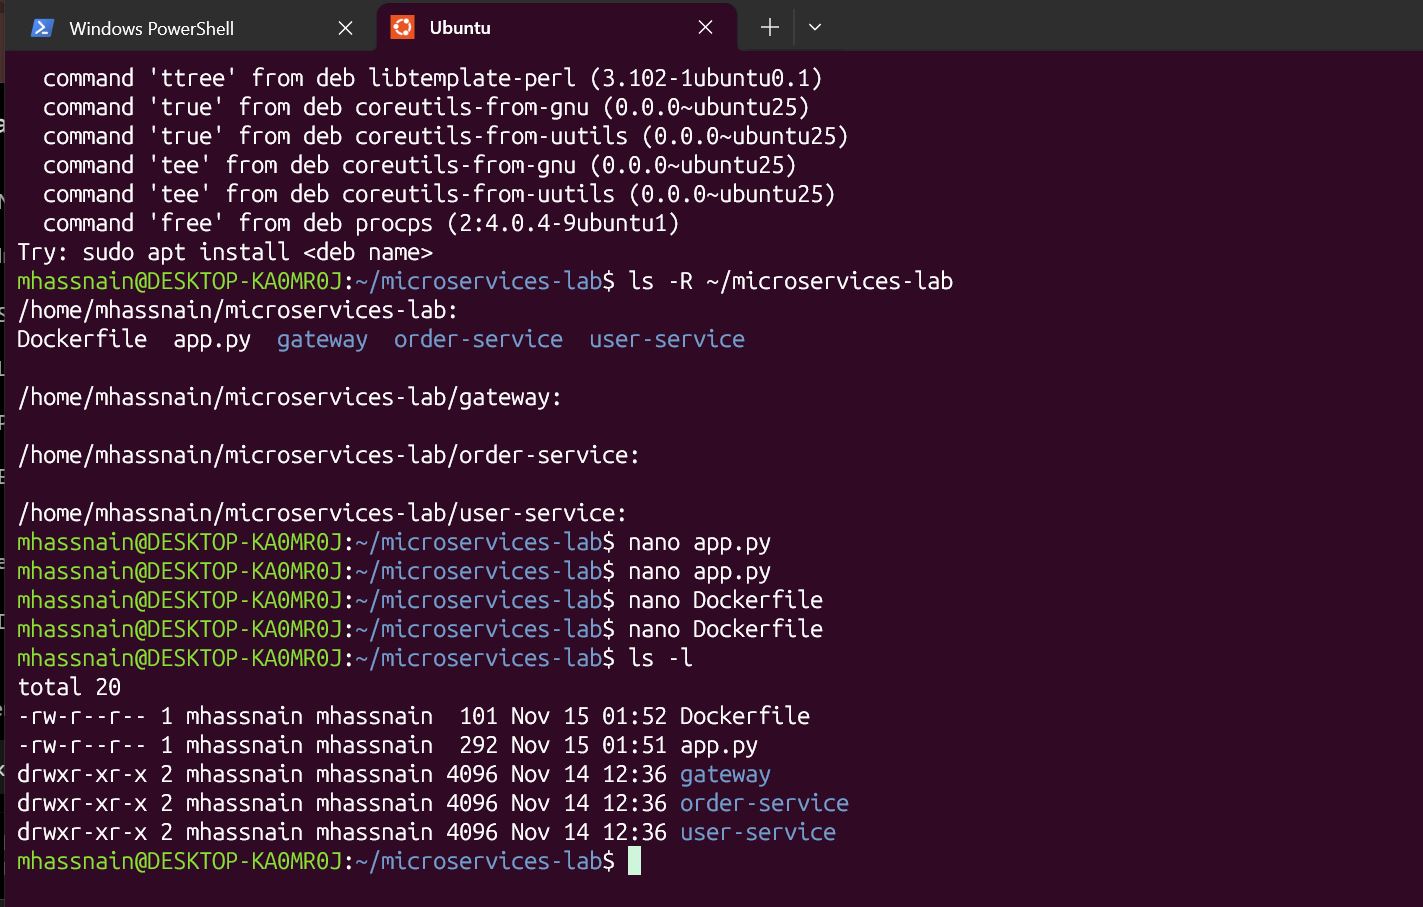 Windows PowerShell
Ubuntu
command 'ttree' from deb libtemplate-perl (3.102-1ubuntu0.1)
command 'true' from deb coreutils-from-gnu (0.0.0~ubuntu25)
command 'true' from deb coreutils-from-uutils (0.0.0~ubuntu25)
command 'tee' from deb coreutils-from-gnu (0.0.0~ubuntu25)
command 'tee' from deb coreutils-from-uutils (0.0.0~ubuntu25)
command 'free' from deb procps (2:4.0.4-9ubuntu1)
Try: sudo apt install <deb name>
mhassnain@DESKTOP-KA0MR0J:~/microservices-lab$ ls -R ~/microservices-lab
/home/mhassnain/microservices-lab:
Dockerfile  app.py  gateway  order-service  user-service
/home/mhassnain/microservices-lab/gateway:
/home/mhassnain/microservices-lab/order-service:
/home/mhassnain/microservices-lab/user-service:
mhassnain@DESKTOP-KA0MR0J:~/microservices-lab$ nano app.py
mhassnain@DESKTOP-KA0MR0J:~/microservices-lab$ nano app.py
mhassnain@DESKTOP-KA0MR0J:~/microservices-lab$ nano Dockerfile
mhassnain@DESKTOP-KA0MR0J:~/microservices-lab$ nano Dockerfile
mhassnain@DESKTOP-KA0MR0J:~/microservices-lab$ ls -l
total 20
-rw-r--r-- 1 mhassnain mhassnain  101 Nov 15 01:52 Dockerfile
-rw-r--r-- 1 mhassnain mhassnain  292 Nov 15 01:51 app.py
drwxr-xr-x 2 mhassnain mhassnain 4096 Nov 14 12:36 gateway
drwxr-xr-x 2 mhassnain mhassnain 4096 Nov 14 12:36 order-service
drwxr-xr-x 2 mhassnain mhassnain 4096 Nov 14 12:36 user-service
mhassnain@DESKTOP-KA0MR0J:~/microservices-lab$